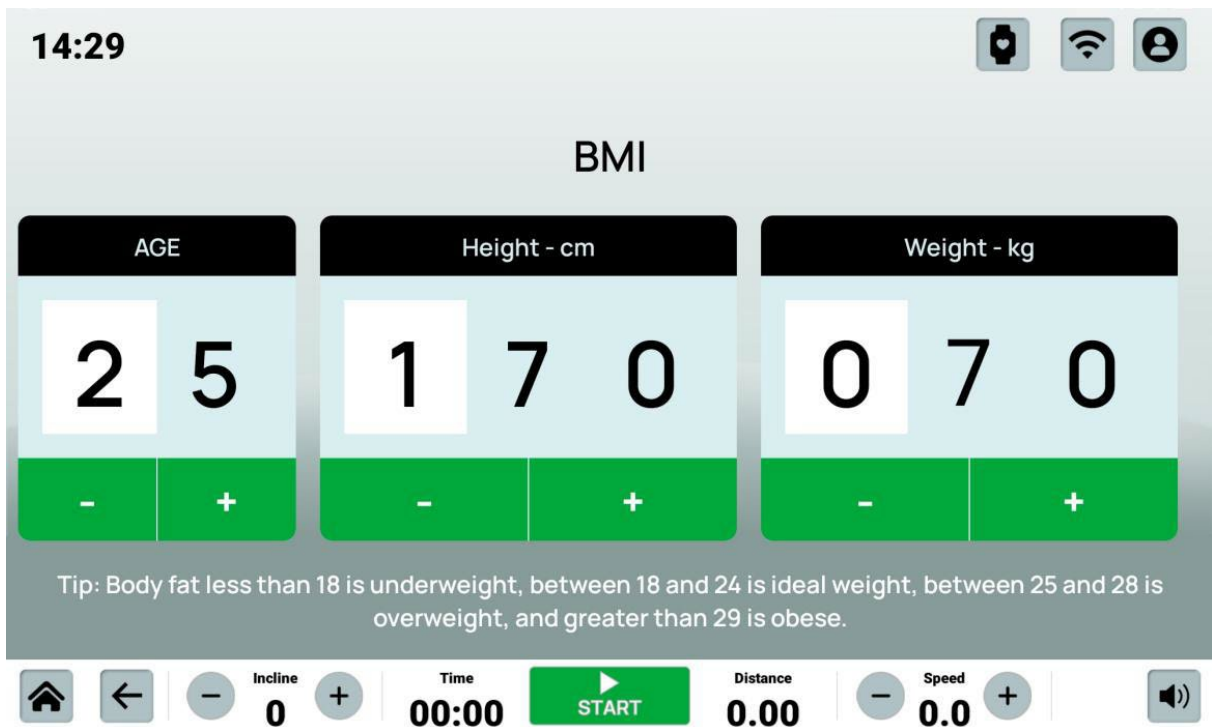 14:29
BMI
AGE
Height - cm
Weight - kg
2 5
1 7 0
0 7 0
- +
- +
- +
Tip: Body fat less than 18 is underweight, between 18 and 24 is ideal weight, between 25 and 28 is
overweight, and greater than 29 is obese.
− Incline +
0
Time
00:00
START
Distance
0.00
− Speed +
0.0